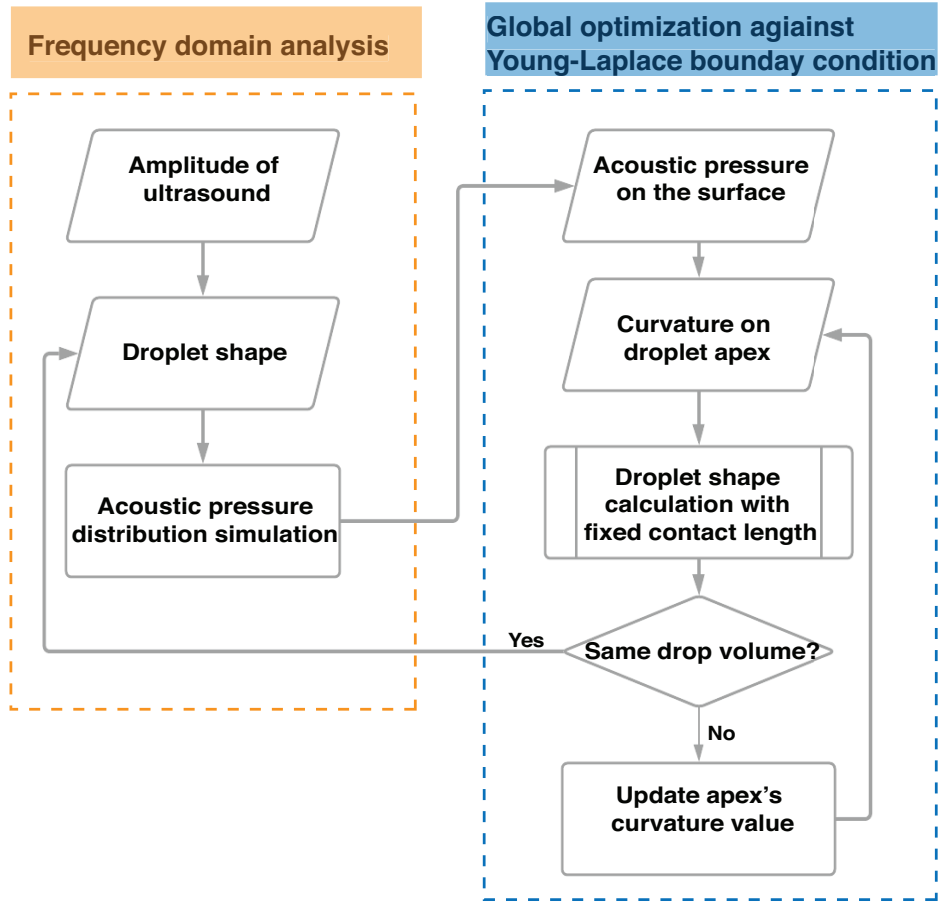 Frequency domain analysis
Global optimization agiainst
Young-Laplace bounday condition
Amplitude of
ultrasound
Droplet shape
Acoustic pressure
distribution simulation
Acoustic pressure
on the surface
Curvature on
droplet apex
Droplet shape
calculation with
fixed contact length
Same drop volume?
Yes
No
Update apex's
curvature value